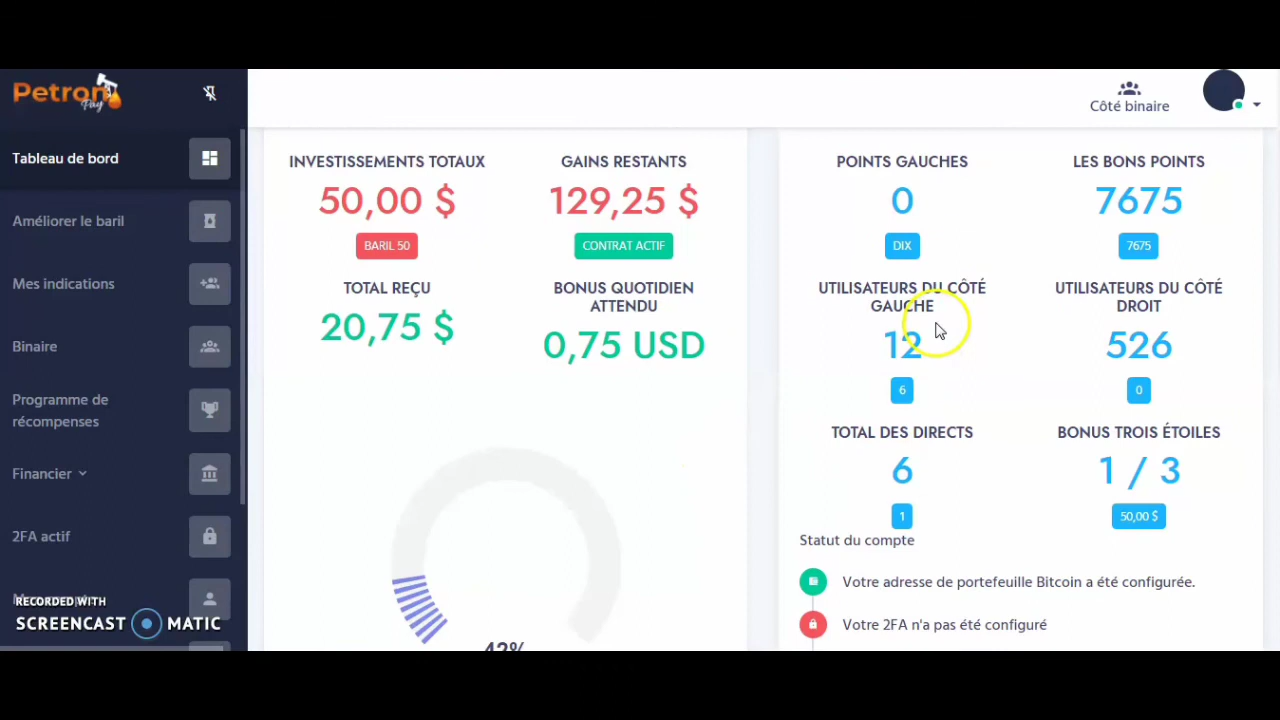 Petron
Pay
Côté binaire
Tableau de bord
Améliorer le baril
Mes indications
Binaire
Programme de
récompenses
Financier
2FA actif
RECORDED WITH
SCREENCAST MATIC
INVESTISSEMENTS TOTAUX
50,00 $
BARIL 50
GAINS RESTANTS
129,25 $
CONTRAT ACTIF
TOTAL REÇU
20,75 $
BONUS QUOTIDIEN
ATTENDU
0,75 USD
42%
POINTS GAUCHES
0
DIX
LES BONS POINTS
7675
7675
UTILISATEURS DU CÔTÉ
GAUCHE
12
6
UTILISATEURS DU CÔTÉ
DROIT
526
0
TOTAL DES DIRECTS
6
1
BONUS TROIS ÉTOILES
1 / 3
50,00 $
Statut du compte
Votre adresse de portefeuille Bitcoin a été configurée.
Votre 2FA n'a pas été configuré